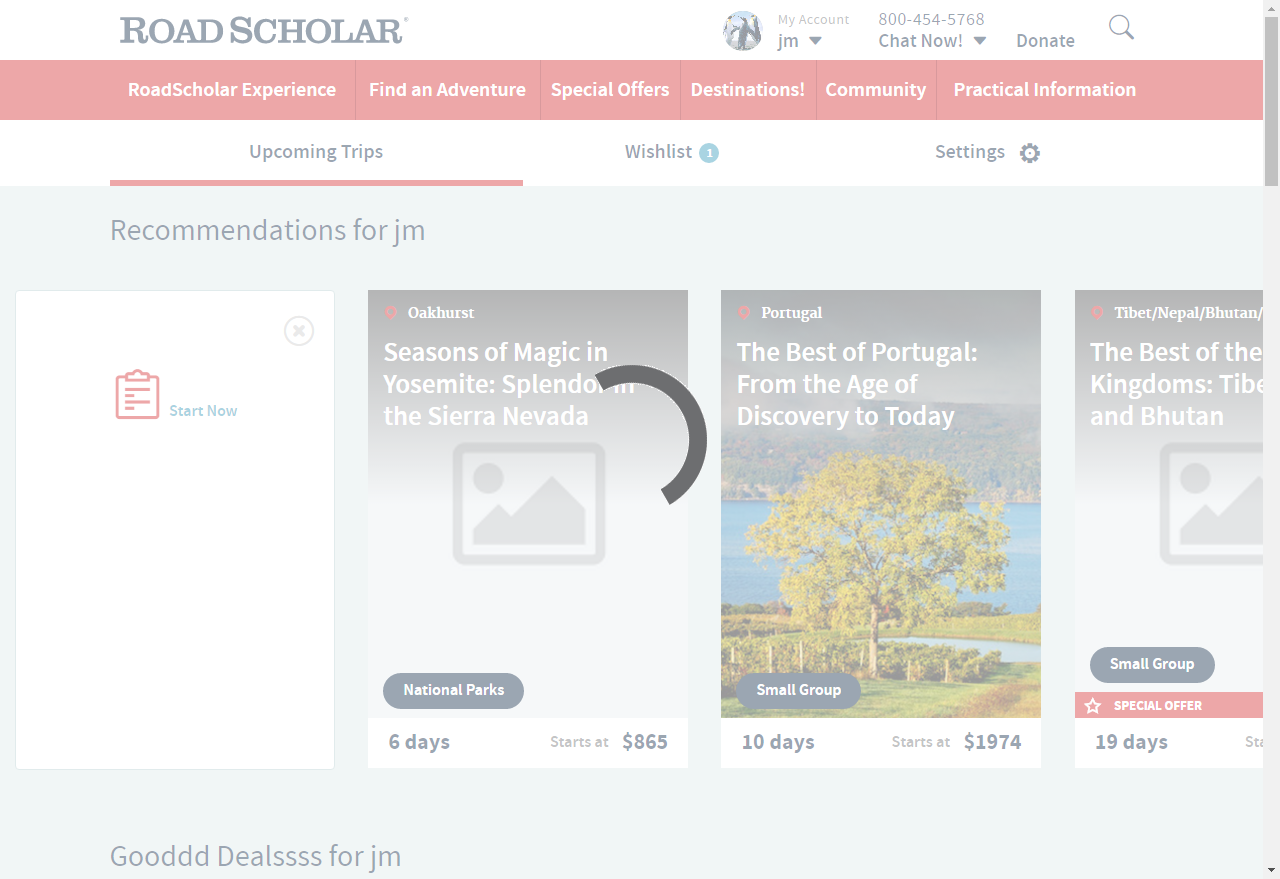 ROAD SCHOLAR®
My Account
jm
800-454-5768
Chat Now!
Donate
RoadScholar Experience
Find an Adventure
Special Offers
Destinations!
Community
Practical Information
Upcoming Trips
Wishlist 1
Settings
Recommendations for jm
Start Now
Oakhurst
Seasons of Magic in
Yosemite: Splendor in
the Sierra Nevada
National Parks
6 days
Starts at $865
Portugal
The Best of Portugal:
From the Age of
Discovery to Today
Small Group
10 days
Starts at $1974
Tibet/Nepal/Bhutan/
The Best of the
Kingdoms:
and Bhutan
Small Group
SPECIAL OFFER
19 days
Gooddd Dealssss for jm